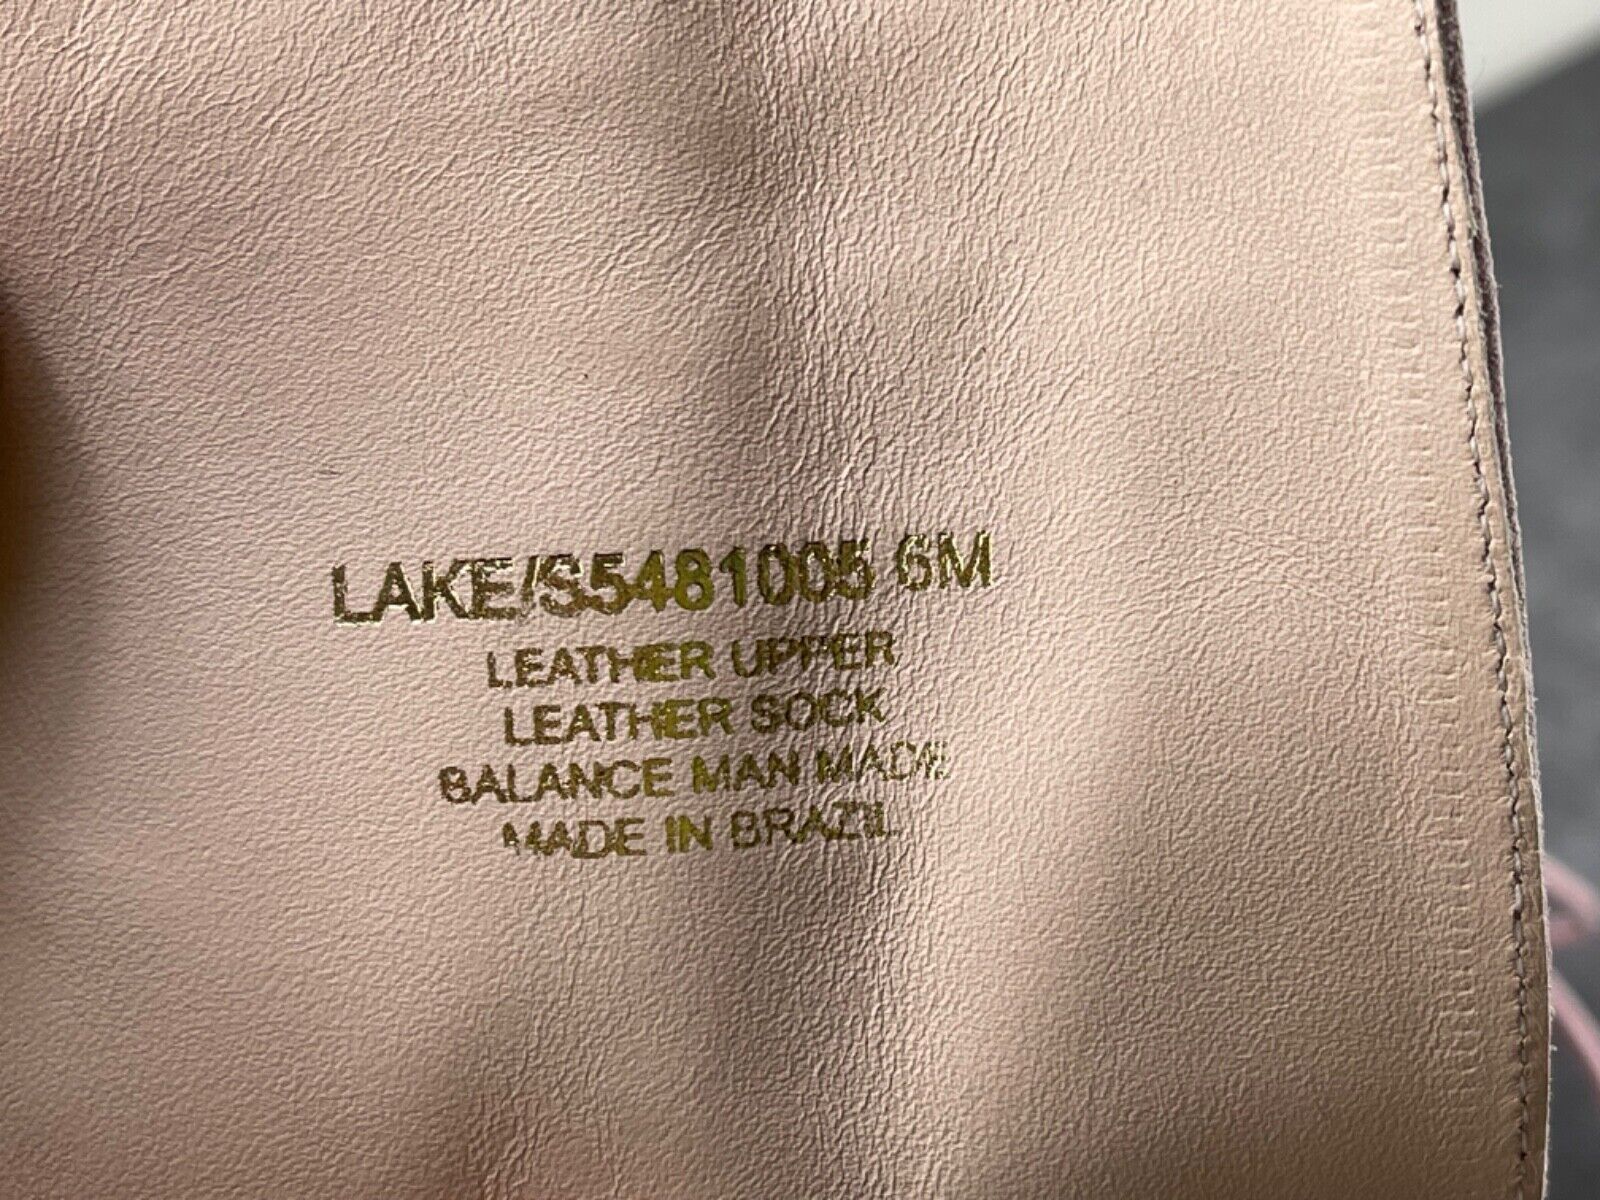 LAKE/S5481005 6M
LEATHER UPPER
LEATHER SOCK
BALANCE MAN MADE
MADE IN BRAZIL